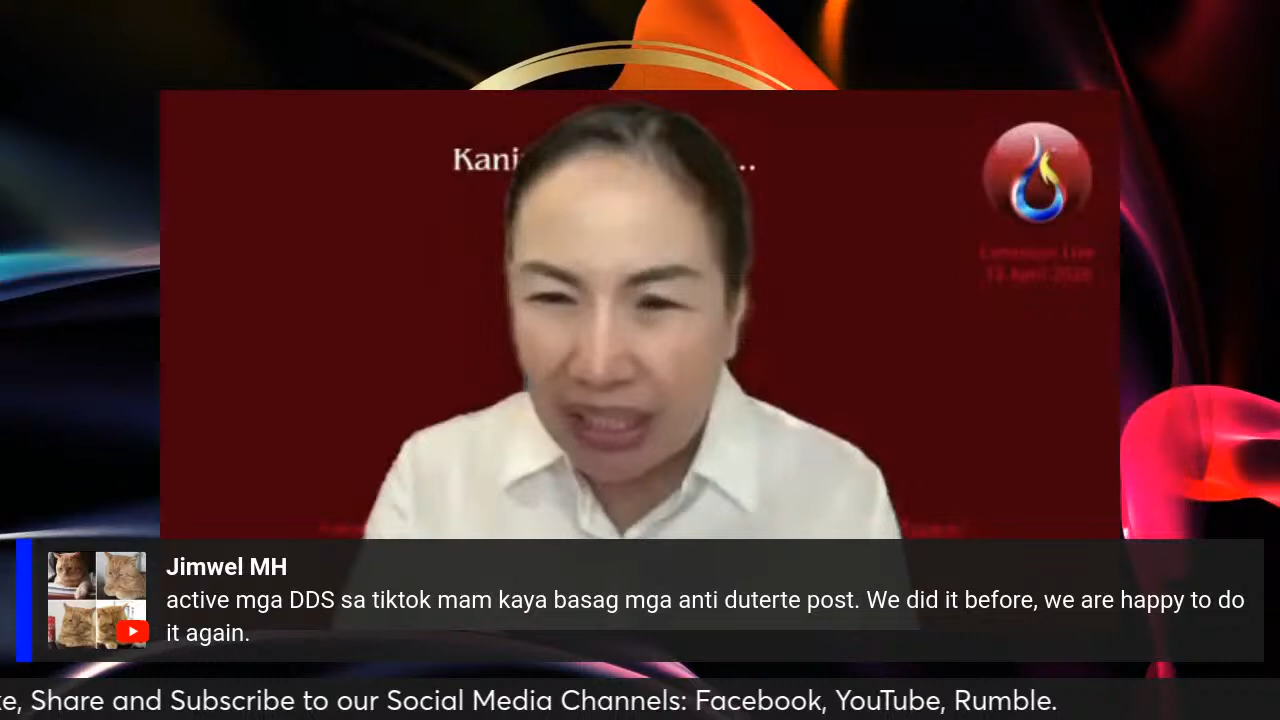 Kani ..
Jimwel MH
active mga DDS sa tiktok mam kaya basag mga anti duterte post. We did it before, we are happy to do
it again.
e, Share and Subscribe to our Social Media Channels: Facebook, YouTube, Rumble.